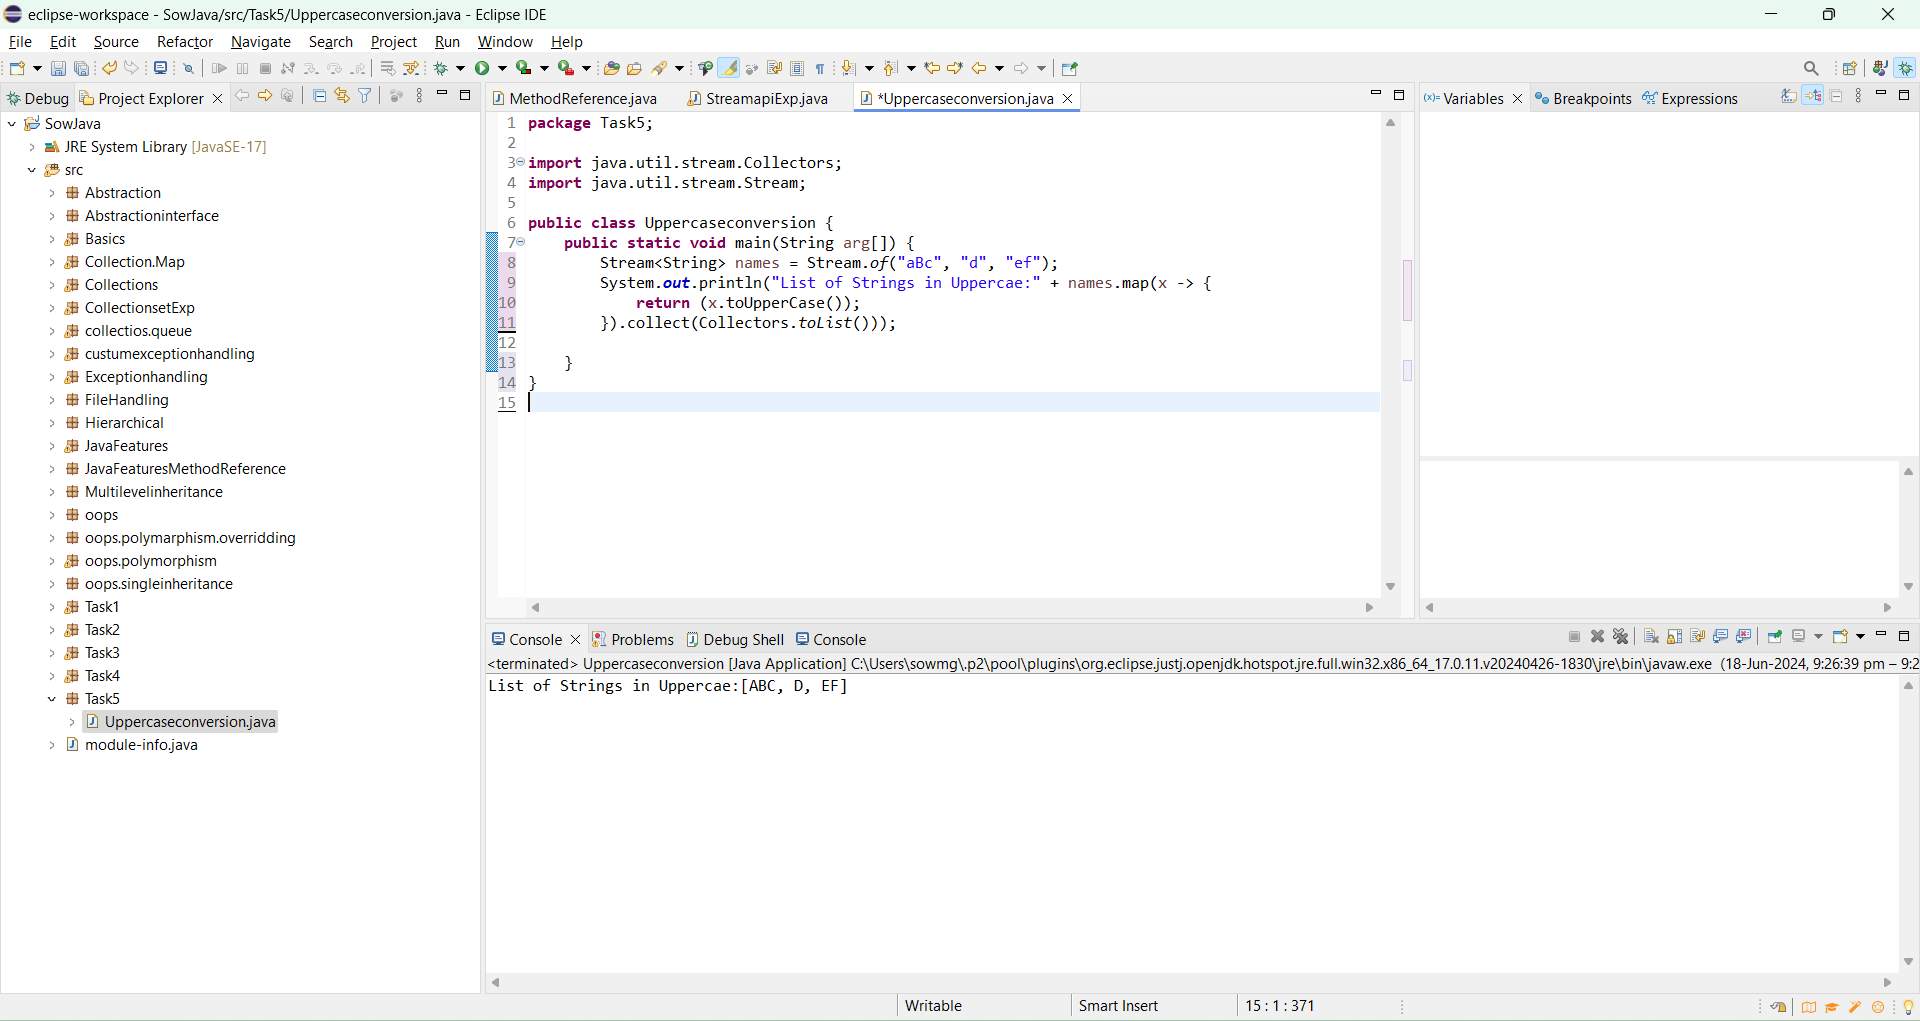 eclipse-workspace - SowJava/src/Task5/Uppercaseconversion.java - Eclipse IDE
File Edit Source Refactor Navigate Search Project Run Window Help
Debug Project Explorer
SowJava
JRE System Library [JavaSE-17]
src
Abstraction
Abstractioninterface
Basics
Collection.Map
Collections
CollectionsetExp
collectios.queue
custumexceptionhandling
Exceptionhandling
FileHandling
Hierarchical
JavaFeatures
JavaFeaturesMethodReference
Multilevelinheritance
oops
oops.polymarphism.overridding
oops.polymorphism
oops.singleinheritance
Task1
Task2
Task3
Task4
Task5
Uppercaseconversion.java
module-info.java
MethodReference.java StreamapiExp.java *Uppercaseconversion.java
1 package Task5;
2
3 import java.util.stream.Collectors;
4 import java.util.stream.Stream;
5
6 public class Uppercaseconversion {
7 public static void main(String arg[]) {
8 Stream<String> names = Stream.of("aBc", "d", "ef");
9 System.out.println("List of Strings in Uppercae:" + names.map(x -> {
10 return (x.toUpperCase());
11 }).collect(Collectors.toList()));
12
13 }
14 }
15
(x)= Variables Breakpoints Expressions
Console Problems Debug Shell Console
<terminated> Uppercaseconversion [Java Application] C:\Users\sowmg\.p2\pool\plugins\org.eclipse.justj.openjdk.hotspot.jre.full.win32.x86_64_17.0.11.v20240426-1830\jre\bin\javaw.exe (18-Jun-2024, 9:26:39 pm – 9:2
List of Strings in Uppercae:[ABC, D, EF]
Writable Smart Insert 15 : 1 : 371